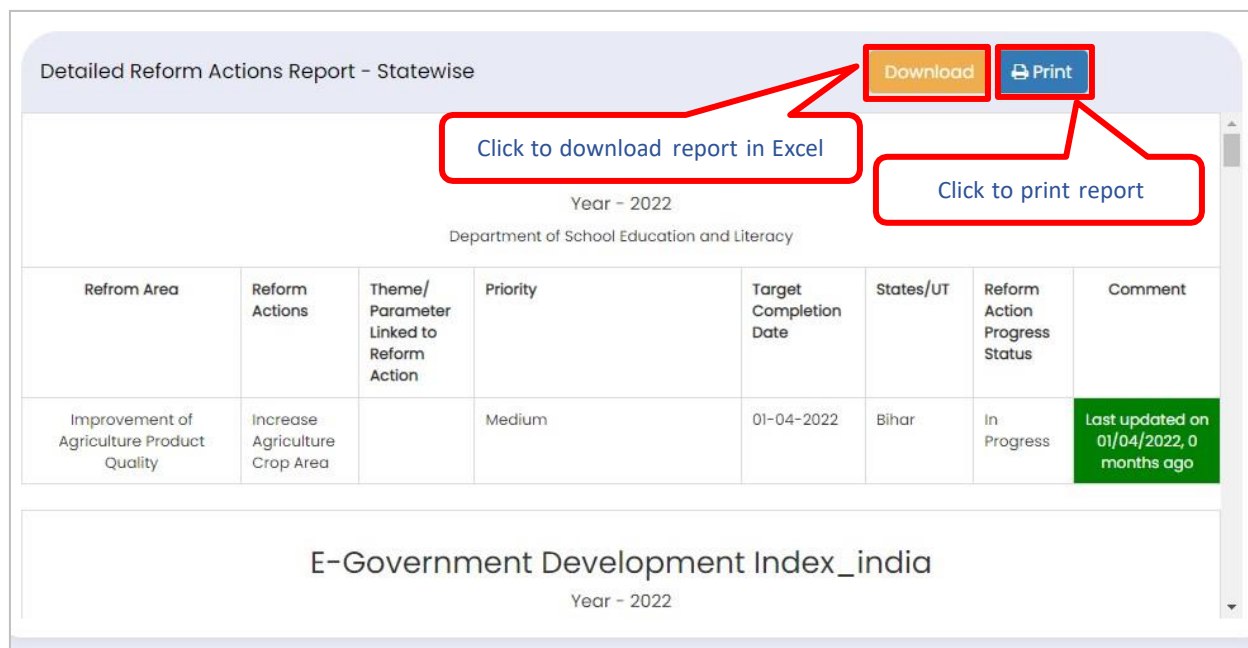 Detailed Reform Actions Report - Statewise
Download
Print
Click to download report in Excel
Click to print report
Year - 2022
Department of School Education and Literacy
Refrom Area
Reform
Actions
Theme/
Parameter
Linked to
Reform
Action
Priority
Target
Completion
Date
States/UT
Reform
Action
Progress
Status
Comment
Improvement of
Agriculture Product
Quality
Increase
Agriculture
Crop Area
Medium
01-04-2022
Bihar
In
Progress
Last updated on
01/04/2022, 0
months ago
E-Government Development Index_india
Year - 2022